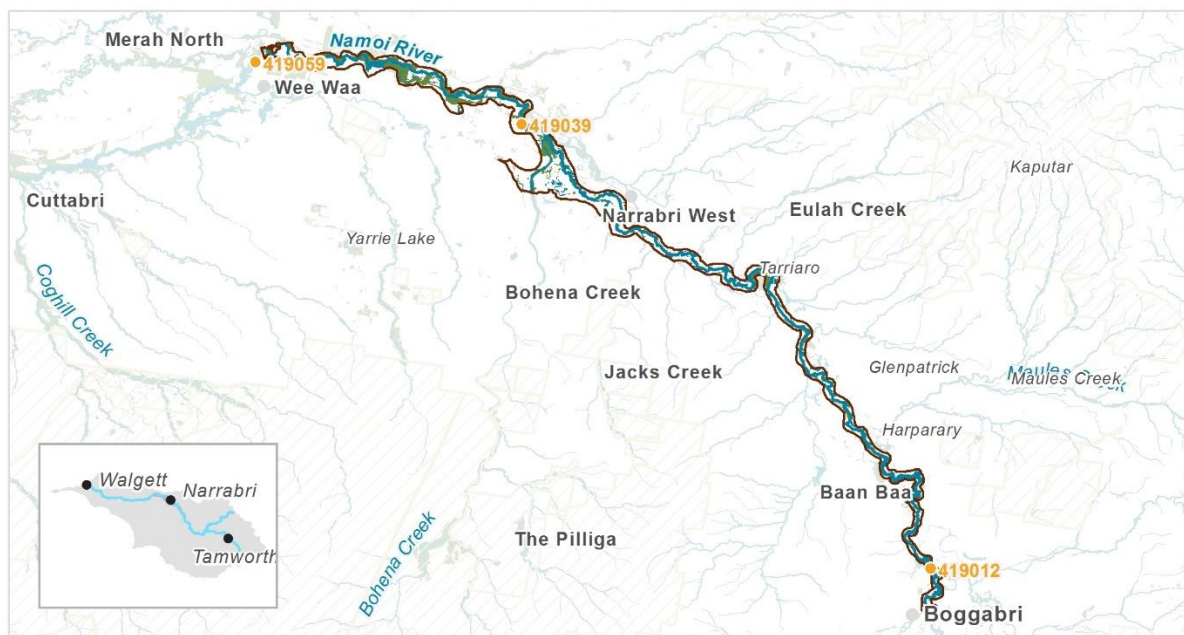 Merah North
Namoi River
419059
Wee Waa
419039
Kaputar
Cuttabri
Narrabri West
Eulah Creek
Yarrie Lake
Tarriaro
Coghill Creek
Bohena Creek
Glenpatrick
Jacks Creek
Maules Creek
Maules Creek
Harparary
Baan Baa
Walgett
Narrabri
Tamworth
The Pilliga
Bohena Creek
419012
Boggabri